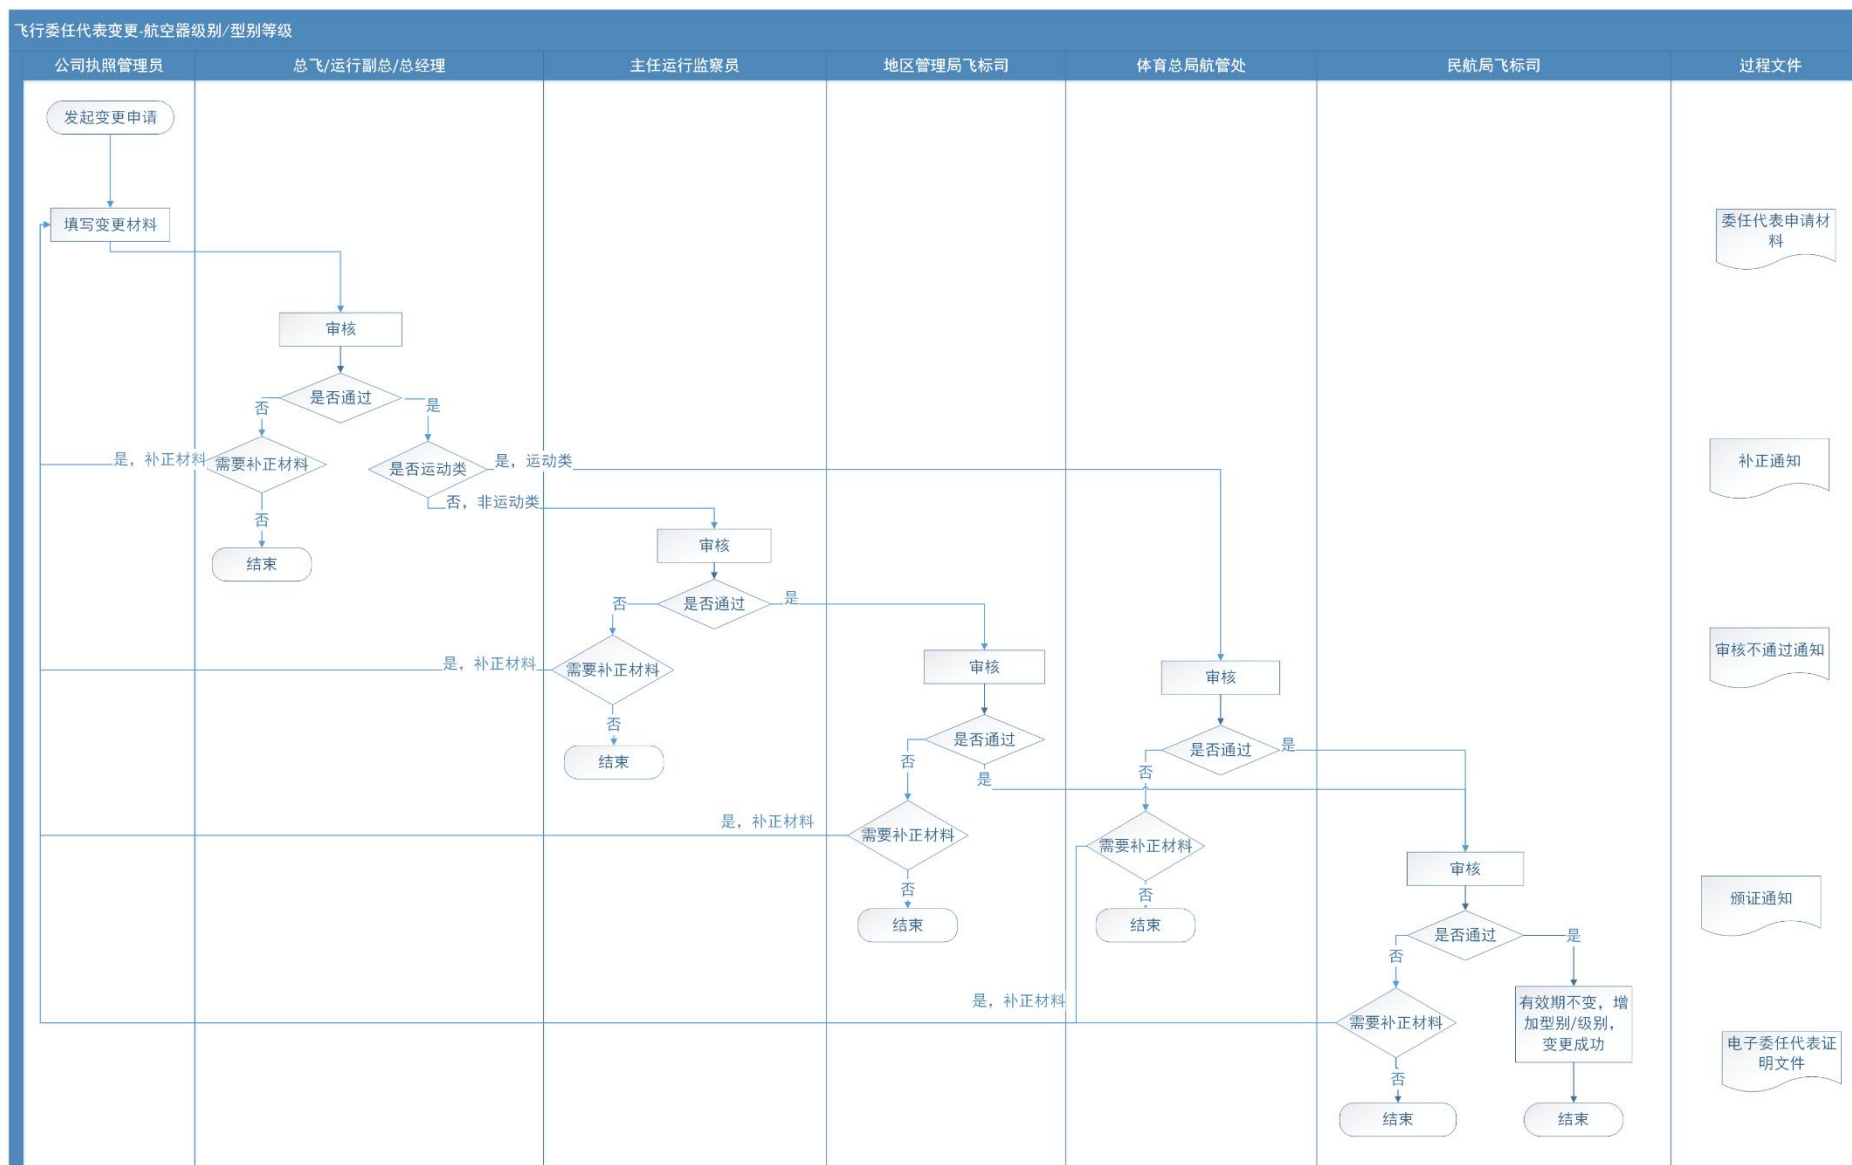 飞行委任代表变更-航空器级别/型别等级
公司执照管理员
总飞/运行副总/总经理
主任运行监察员
地区管理局飞标司
体育总局航管处
民航局飞标司
过程文件
发起变更申请
填写变更材料
委任代表申请材
料
审核
是否通过
否
是
是，补正材料
需要补正材料
是否运动类
是，运动类
补正通知
否，非运动类
否
结束
审核
是否通过
否
是
审核不通过通知
是，补正材料
需要补正材料
审核
审核
否
结束
是否通过
是否通过
是
否
是
否
是，补正材料
需要补正材料
需要补正材料
审核
否
否
颁证通知
结束
结束
是否通过
是
否
是，补正材料
需要补正材料
有效期不变，增
加型别/级别，
变更成功
电子委任代表证
明文件
否
结束
结束